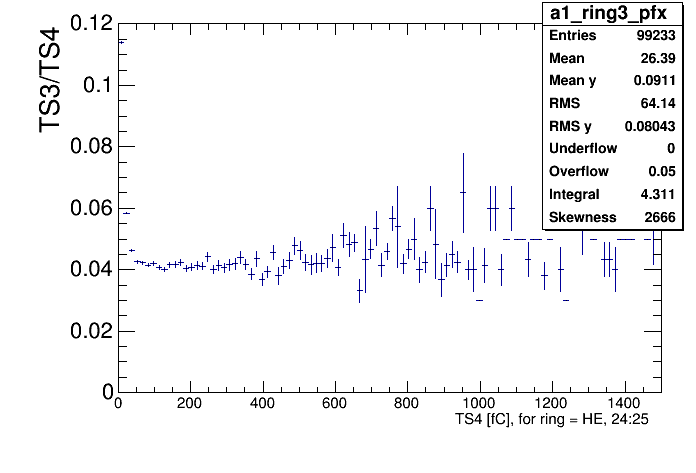 a1_ring3_pfx
Entries 99233
Mean 26.39
Mean y 0.0911
RMS 64.14
RMS y 0.08043
Underflow 0
Overflow 0.05
Integral 4.311
Skewness 2666
TS3/TS4
0.12
0.1
0.08
0.06
0.04
0.02
0
0 200 400 600 800 1000 1200 1400
TS4 [fC], for ring = HE, 24:25